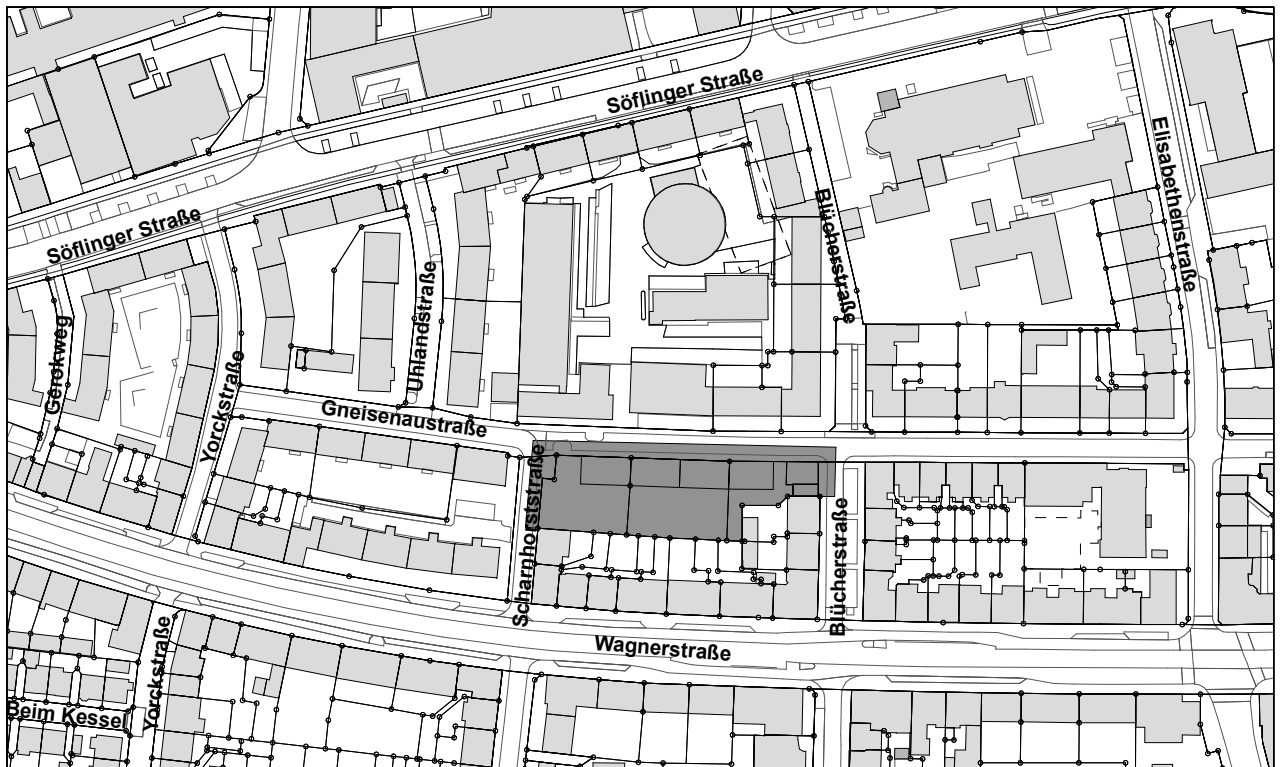 Söflinger Straße
Elisabethenstraße
Söflinger Straße
Blücherstraße
Uhlandstraße
Gerokweg
Yorckstraße
Gneisenaustraße
Scharnhorststraße
Blücherstraße
Wagnerstraße
Yorckstraße
Beim Kessel